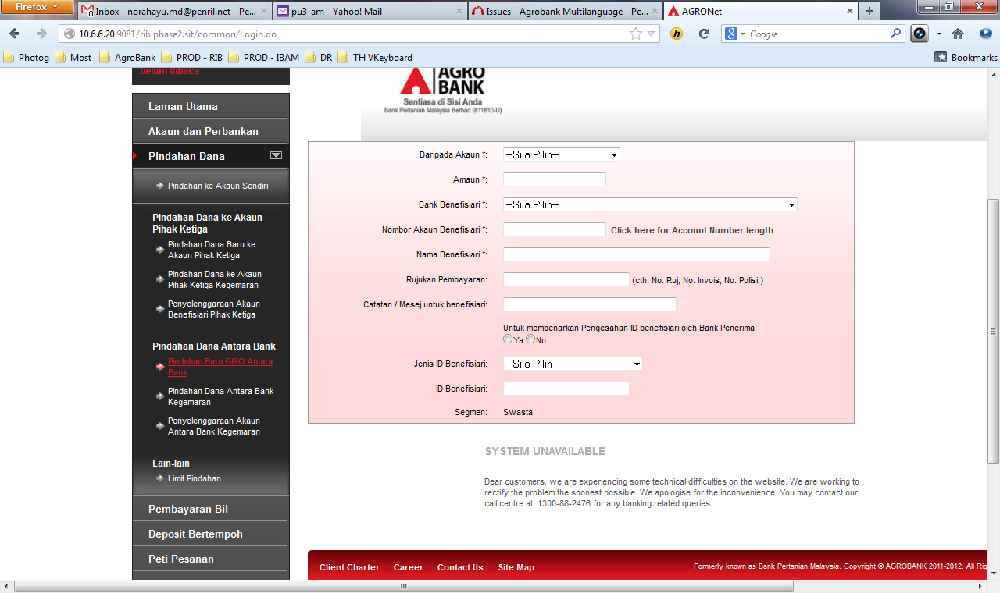 Firefox
Inbox - norahayu.md@penril.net - Pe...
pu3_am - Yahoo! Mail
Issues - Agrobank Multilanguage - Pe...
AGRONet
10.6.6.20:9081/rib.phase2.sit/common/Login.do
Google
Photog
Most
AgroBank
PROD - RIB
PROD - IBAM
DR
TH VKeyboard
Bookmarks
belum dibaca
Laman Utama
Akaun dan Perbankan
Pindahan Dana
Pindahan ke Akaun Sendiri
Pindahan Dana ke Akaun
Pihak Ketiga
Pindahan Dana Baru ke
Akaun Pihak Ketiga
Pindahan Dana ke Akaun
Pihak Ketiga Kegemaran
Penyelenggaraan Akaun
Benefisiari Pihak Ketiga
Pindahan Dana Antara Bank
Pindahan Baru GIRO Antara
Bank
Pindahan Dana Antara Bank
Kegemaran
Penyelenggaraan Akaun
Antara Bank Kegemaran
Lain-lain
Limit Pindahan
Pembayaran Bil
Deposit Bertempoh
Peti Pesanan
AGRO
BANK
Sentiasa di Sisi Anda
Bank Pertanian Malaysia Berhad (811810-U)
Daripada Akaun *: --Sila Pilih--
Amaun *:
Bank Benefisiari *: --Sila Pilih--
Nombor Akaun Benefisiari *: Click here for Account Number length
Nama Benefisiari *:
Rujukan Pembayaran: (cth: No. Ruj, No. Invois, No. Polisi.)
Catatan / Mesej untuk benefisiari:
Untuk membenarkan Pengesahan ID benefisiari oleh Bank Penerima
Ya No
Jenis ID Benefisiari: --Sila Pilih--
ID Benefisiari:
Segmen: Swasta
SYSTEM UNAVAILABLE
Dear customers, we are experiencing some technical difficulties on the website. We are working to
rectify the problem the soonest possible. We apologise for the inconvenience. You may contact our
call centre at: 1300-88-2476 for any banking related queries.
Client Charter Career Contact Us Site Map
Formerly known as Bank Pertanian Malaysia. Copyright © AGROBANK 2011-2012. All Rig